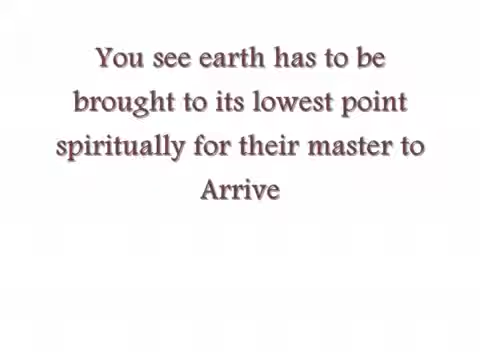 You see earth has to be
brought to its lowest point
spiritually for their master to
Arrive